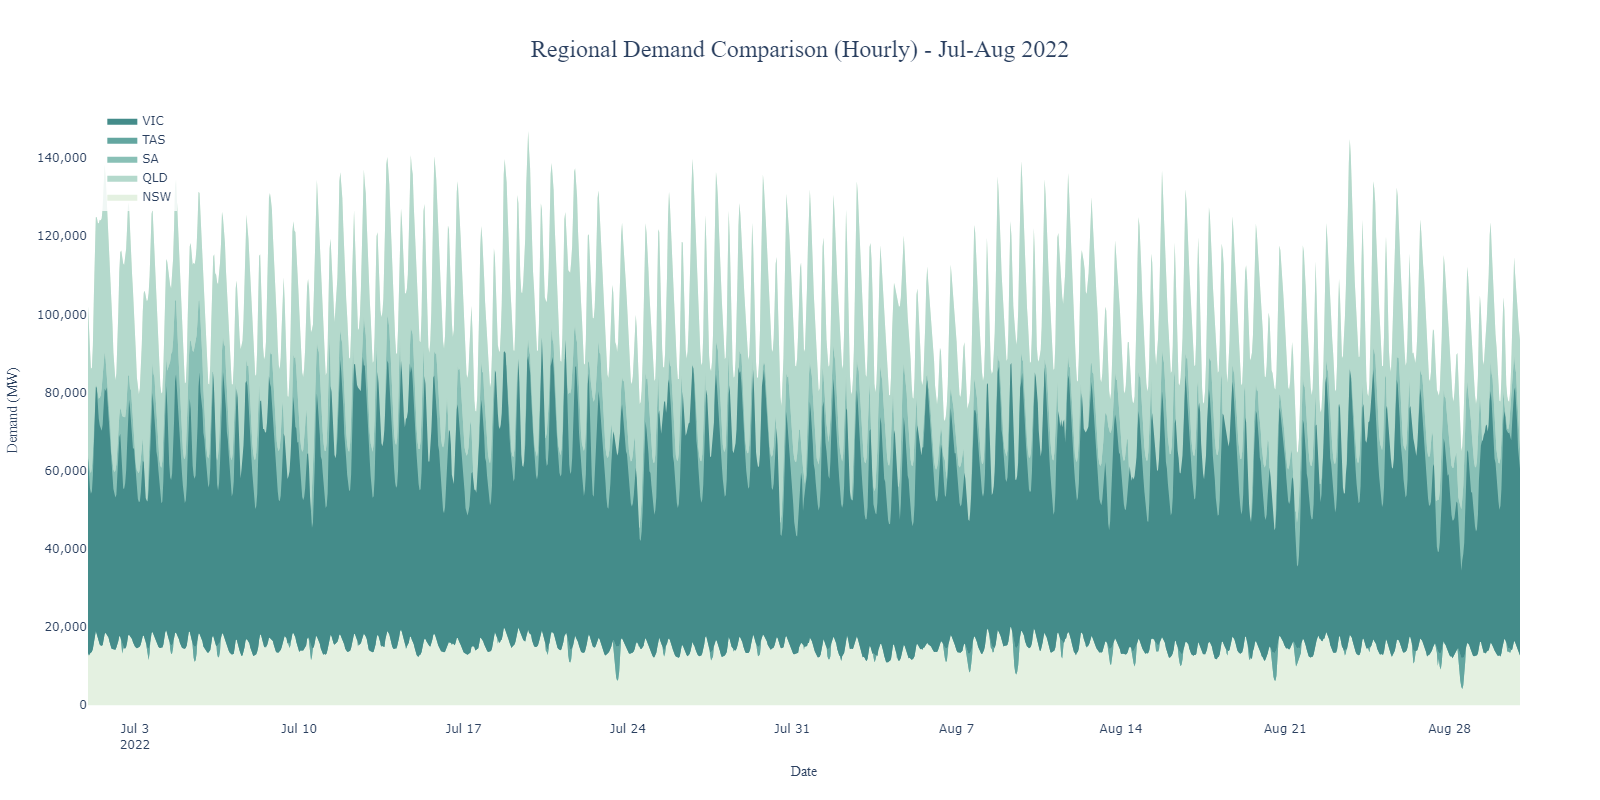 Regional Demand Comparison (Hourly) - Jul-Aug 2022
VIC
TAS
SA
QLD
NSW
140,000
120,000
100,000
80,000
60,000
40,000
20,000
0
Demand (MW)
Jul 3
2022
Jul 10
Jul 17
Jul 24
Jul 31
Aug 7
Aug 14
Aug 21
Aug 28
Date